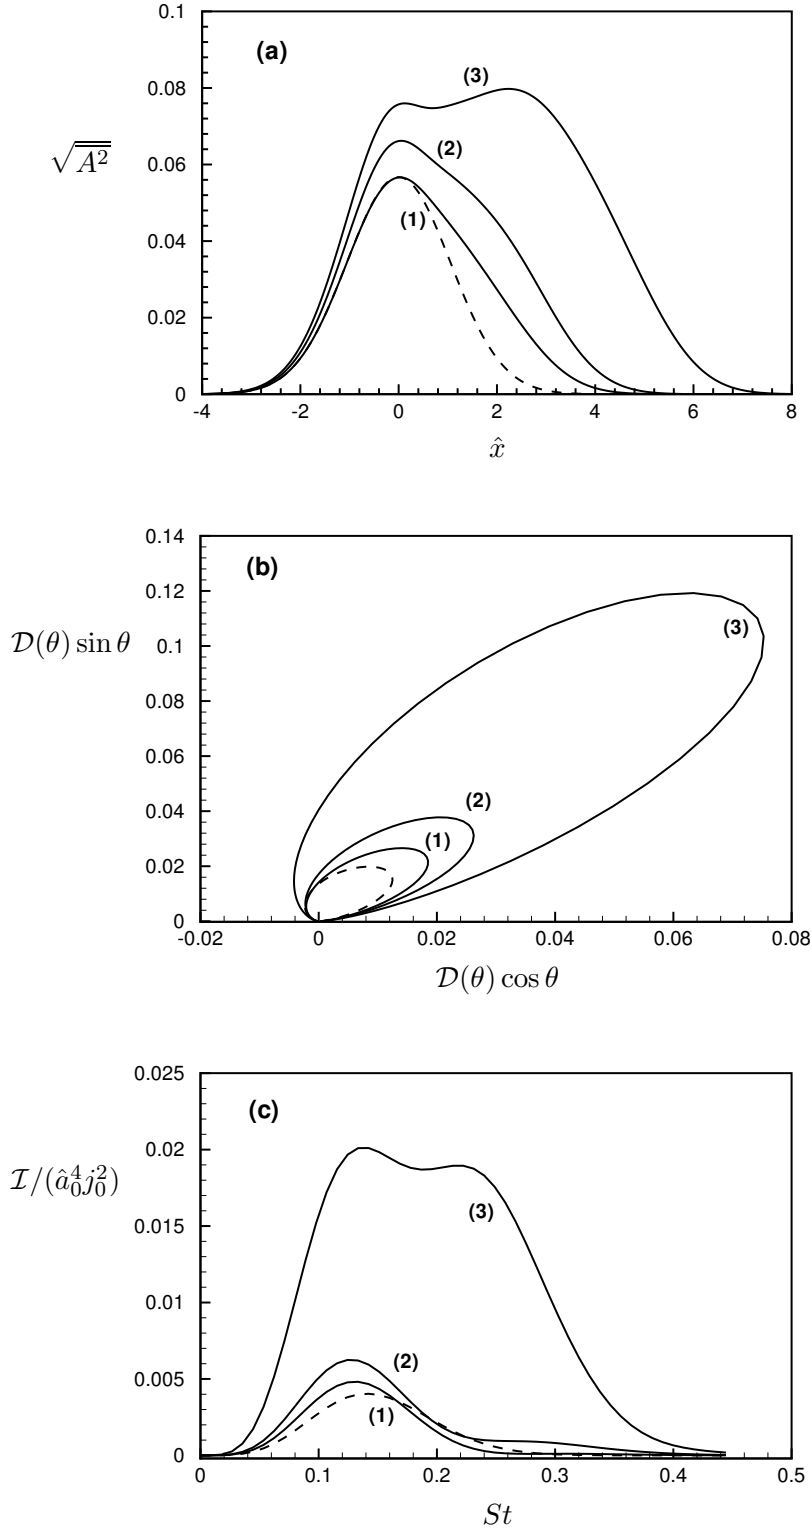 0.1
(a)
(3)
0.08
(2)
√A²
0.06
(1)
0.04
0.02
0
-4 -2 0 2 4 6 8
x̂
0.14
(b)
0.12
(3)
D(θ) sin θ
0.1
0.08
0.06
0.04
(2)
(1)
0.02
0
-0.02 0 0.02 0.04 0.06 0.08
D(θ) cos θ
0.025
(c)
0.02
I/(â₀⁴j₀²)
(3)
0.015
0.01
(2)
0.005
(1)
0
0 0.1 0.2 0.3 0.4 0.5
St